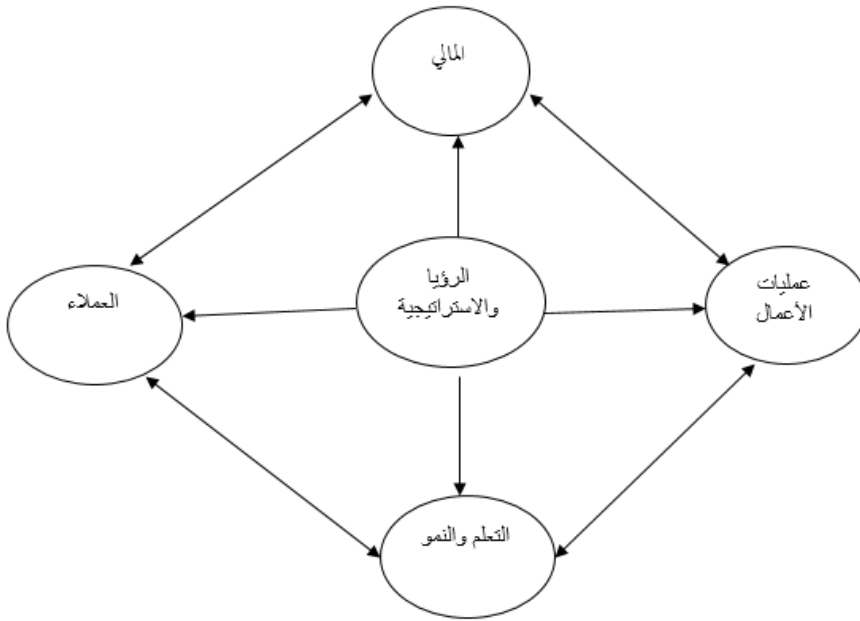 المالي
الرؤيا
والاستراتيجية
عمليات
الأعمال
العملاء
التعلم والنمو